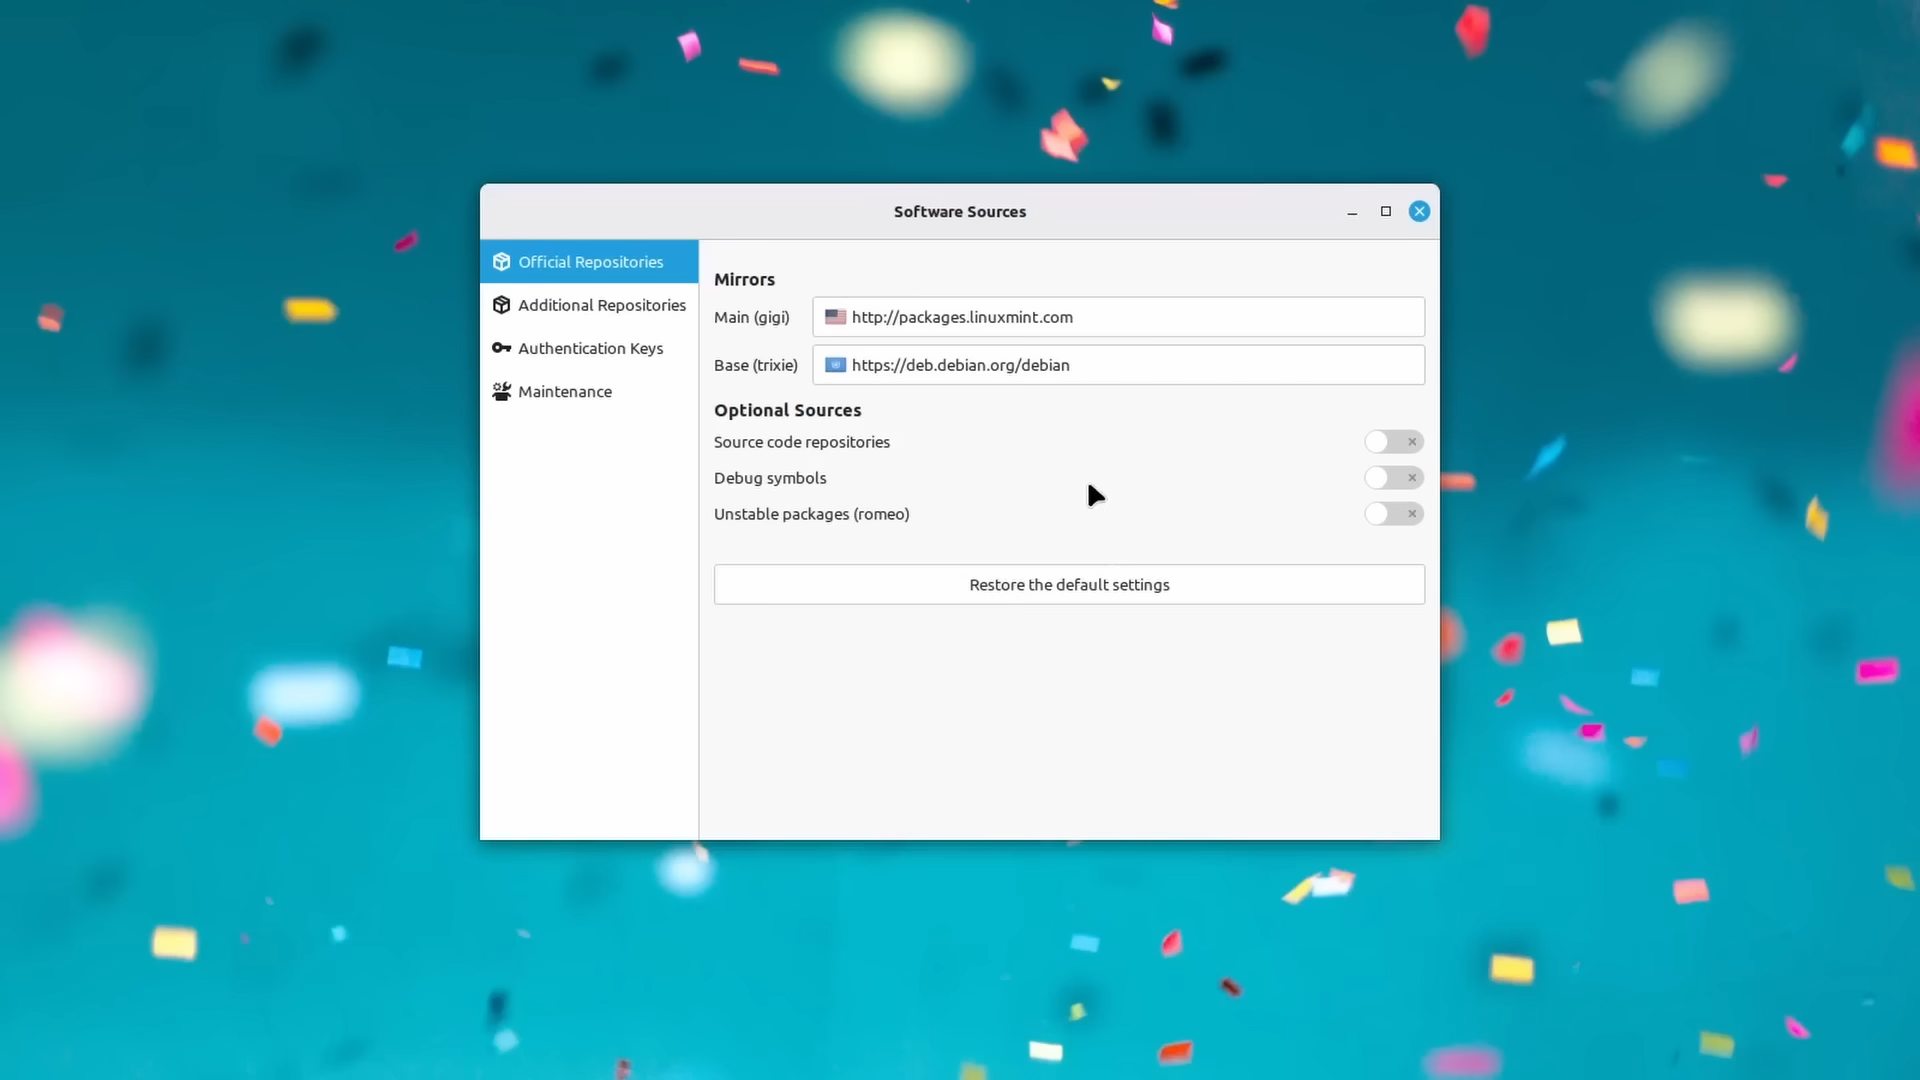 Software Sources
Official Repositories
Additional Repositories
Authentication Keys
Maintenance
Mirrors
Main (gigi) http://packages.linuxmint.com
Base (trixie) https://deb.debian.org/debian
Optional Sources
Source code repositories
Debug symbols
Unstable packages (romeo)
Restore the default settings